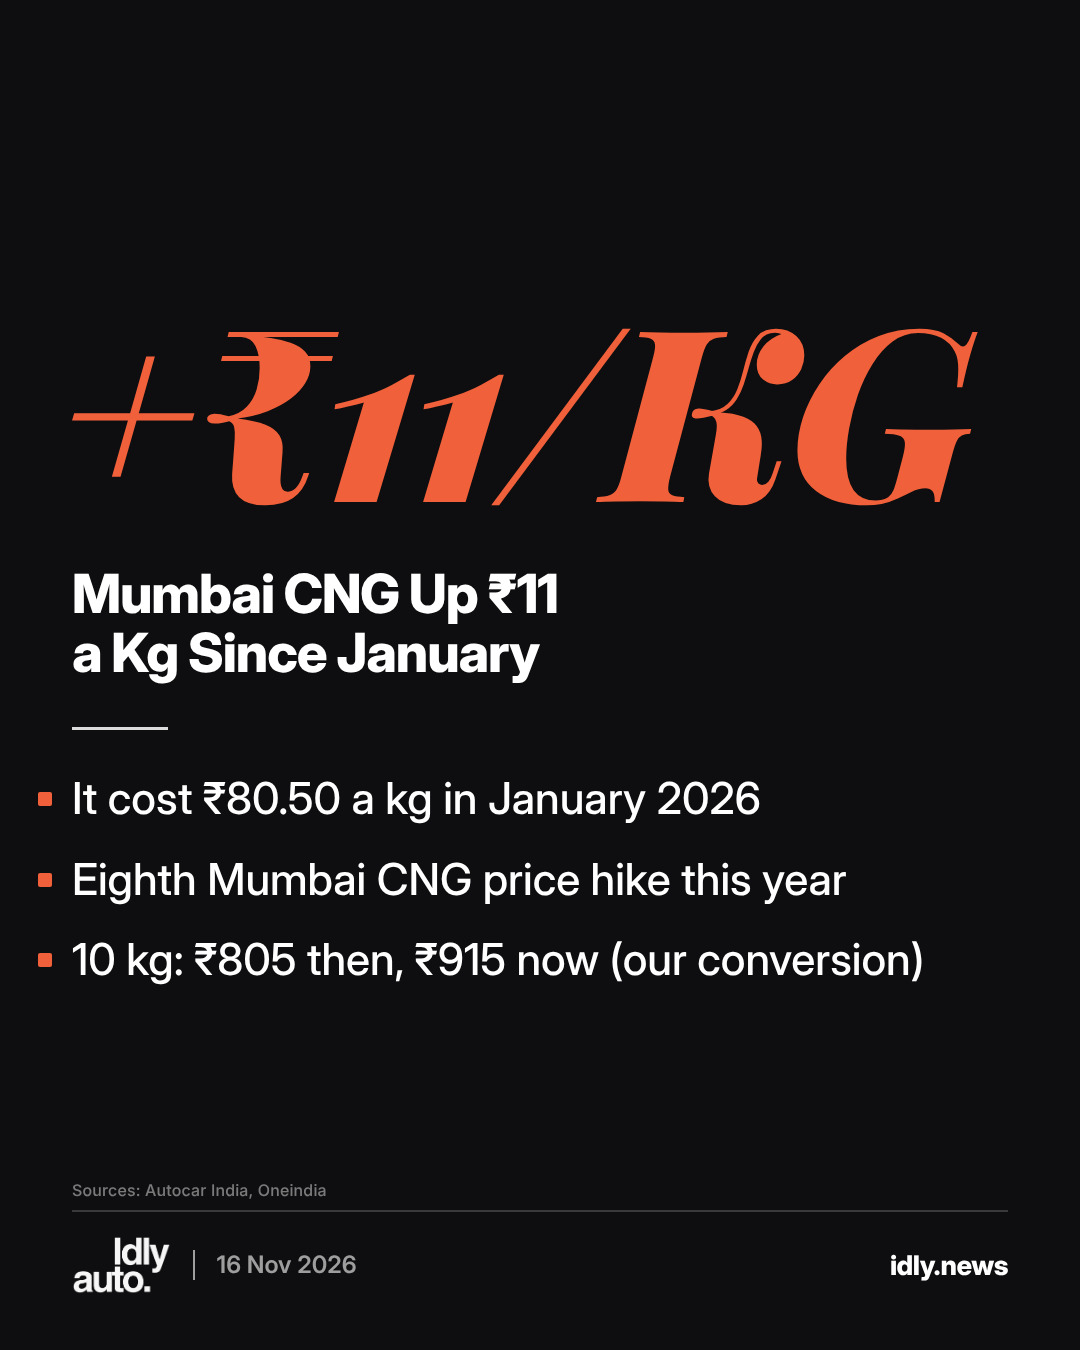 +₹11/KG
Mumbai CNG Up ₹11
a Kg Since January
It cost ₹80.50 a kg in January 2026
Eighth Mumbai CNG price hike this year
10 kg: ₹805 then, ₹915 now (our conversion)
Sources: Autocar India, Oneindia
Idly
auto.
16 Nov 2026
idly.news